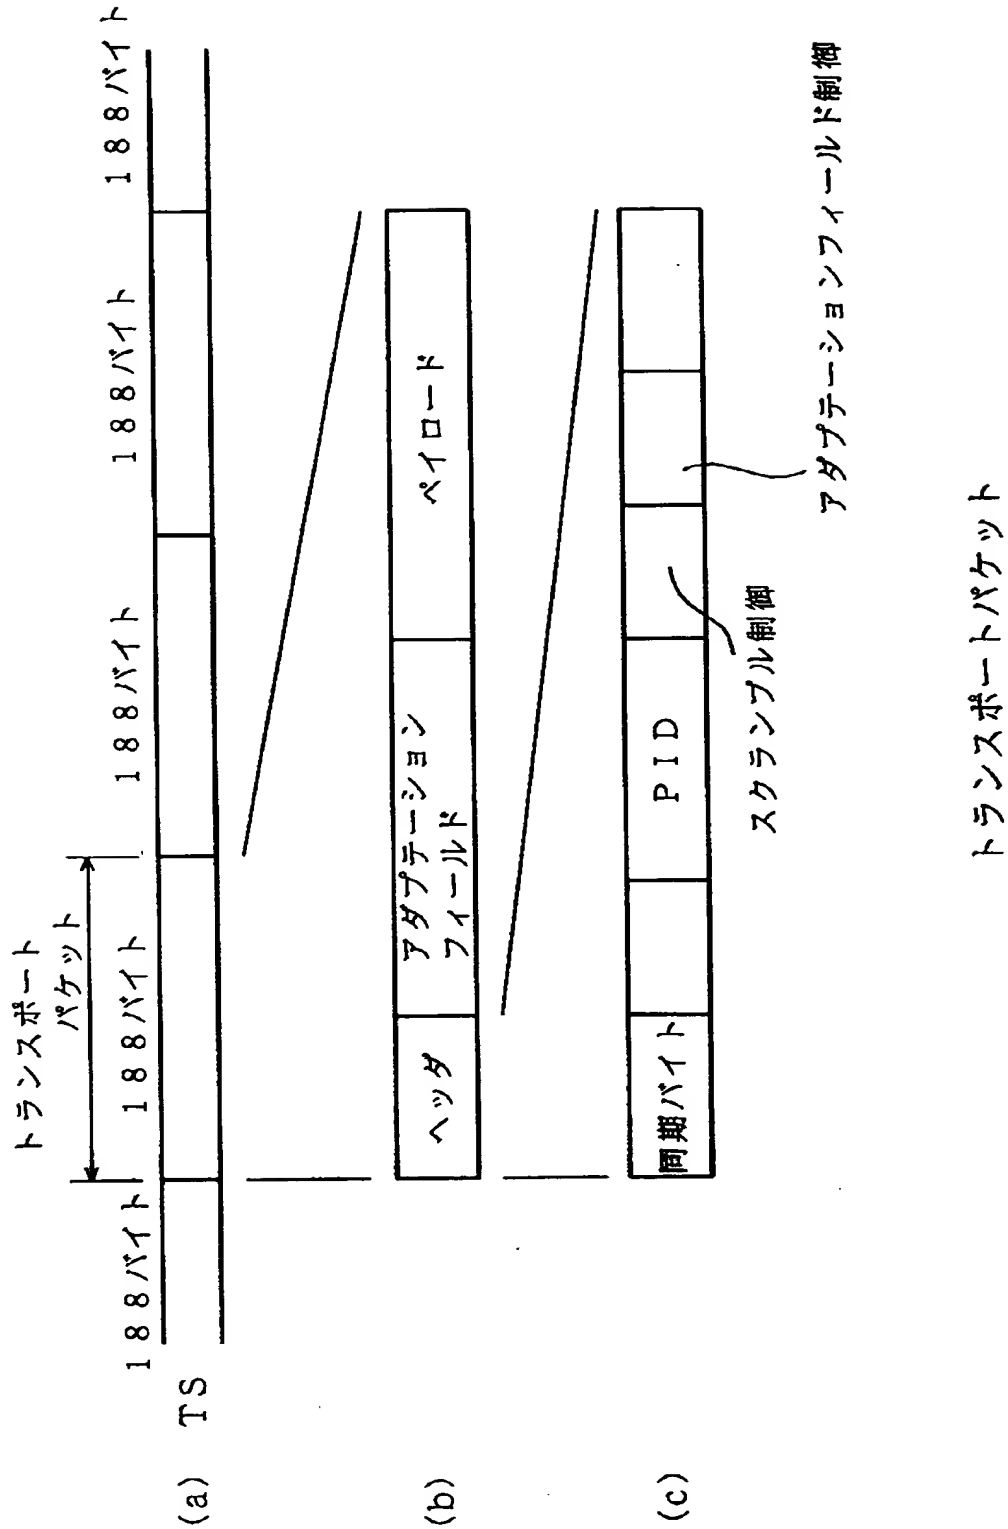 トランスポート
パケット
188バイト
188バイト
188バイト
188バイト
188バイト
(a) TS
(b)
ヘッダ
アダプテーション
フィールド
ペイロード
(c)
同期バイト
PID
スクランブル制御
アダプテーションフィールド制御
トランスポートパケット